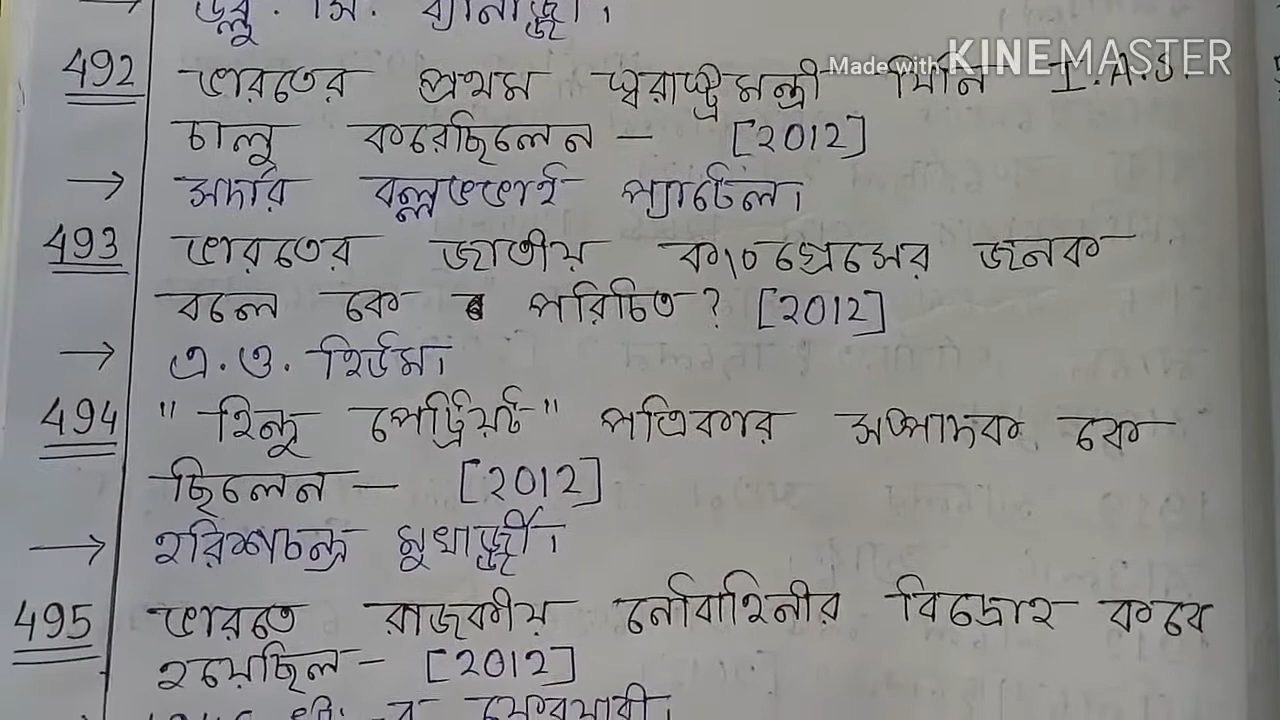 ডব্লু. সি. ব্যানার্জ্জী।
Made with KINEMASTER
492 ভারতের প্রথম স্বরাষ্ট্রমন্ত্রী যিনি I.A.S.
চালু করেছিলেন – [2012]
→ সর্দার বল্লভভাই প্যাটেল।
493 ভারতের জাতীয় কংগ্রেসের জনক
বলে কে পরিচিত? [2012]
→ এ. ও. হিউম।
494 "হিন্দু পেট্রিয়ট" পত্রিকার সম্পাদক কে
ছিলেন – [2012]
→ হরিশচন্দ্র মুখার্জ্জী।
495 ভারতে রাজকীয় নৌবাহিনীর বিদ্রোহ কবে
হয়েছিল – [2012]